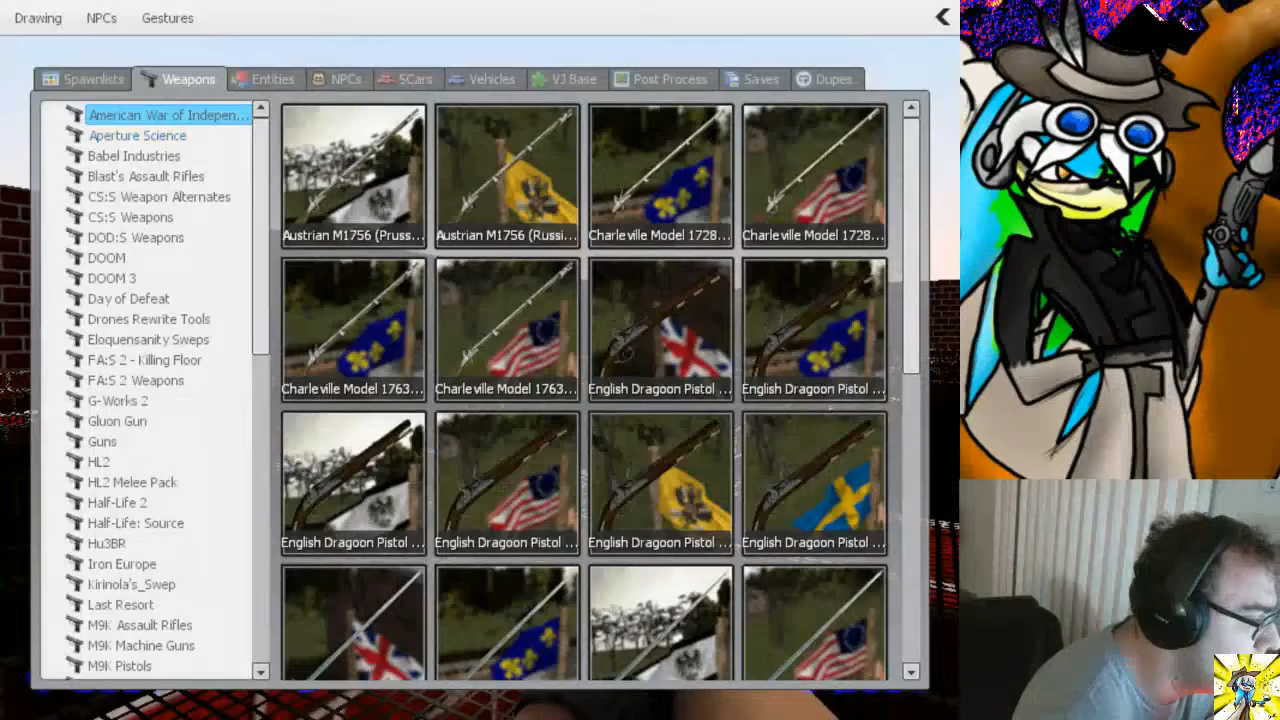 Drawing NPCs Gestures
Spawnlists Weapons Entities NPCs SCars Vehicles VJ Base Post Process Saves Dupes
American War of Indepen...
Aperture Science
Babel Industries
Blast's Assault Rifles
CS:S Weapon Alternates
CS:S Weapons
DOD:S Weapons
DOOM
DOOM 3
Day of Defeat
Drones Rewrite Tools
Eloquensanity Sweps
FA:S 2 - Killing Floor
FA:S 2 Weapons
G-Works 2
Gluon Gun
Guns
HL2
HL2 Melee Pack
Half-Life 2
Half-Life: Source
Hu3BR
Iron Europe
Kirinola's_Swep
Last Resort
M9K Assault Rifles
M9K Machine Guns
M9K Pistols
Austrian M1756 (Pruss... Austrian M1756 (Russi... Charleville Model 1728... Charleville Model 1728...
Charleville Model 1763... Charleville Model 1763... English Dragoon Pistol ... English Dragoon Pistol ...
English Dragoon Pistol ... English Dragoon Pistol ... English Dragoon Pistol ... English Dragoon Pistol ...